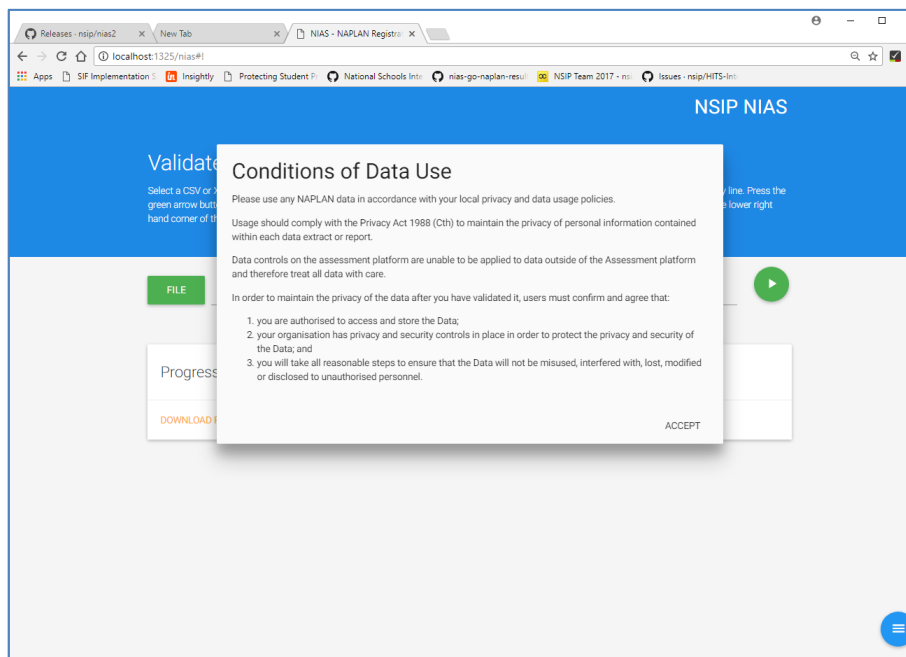 Releases · nsip/nias2
New Tab
NIAS - NAPLAN Registra
localhost:1325/nias#!
Apps
SIF Implementation S
Insightly
Protecting Student Pr
National Schools Inte
nias-go-naplan-resul
NSIP Team 2017 - nsi
Issues · nsip/HITS-Int
NSIP NIAS
Validate
Select a CSV or X
y line. Press the
green arrow butt
e lower right
hand corner of th
Conditions of Data Use
Please use any NAPLAN data in accordance with your local privacy and data usage policies.
Usage should comply with the Privacy Act 1988 (Cth) to maintain the privacy of personal information contained
within each data extract or report.
Data controls on the assessment platform are unable to be applied to data outside of the Assessment platform
and therefore treat all data with care.
In order to maintain the privacy of the data after you have validated it, users must confirm and agree that:
1. you are authorised to access and store the Data;
2. your organisation has privacy and security controls in place in order to protect the privacy and security of
the Data; and
3. you will take all reasonable steps to ensure that the Data will not be misused, interfered with, lost, modified
or disclosed to unauthorised personnel.
ACCEPT
FILE
Progress
DOWNLOAD R